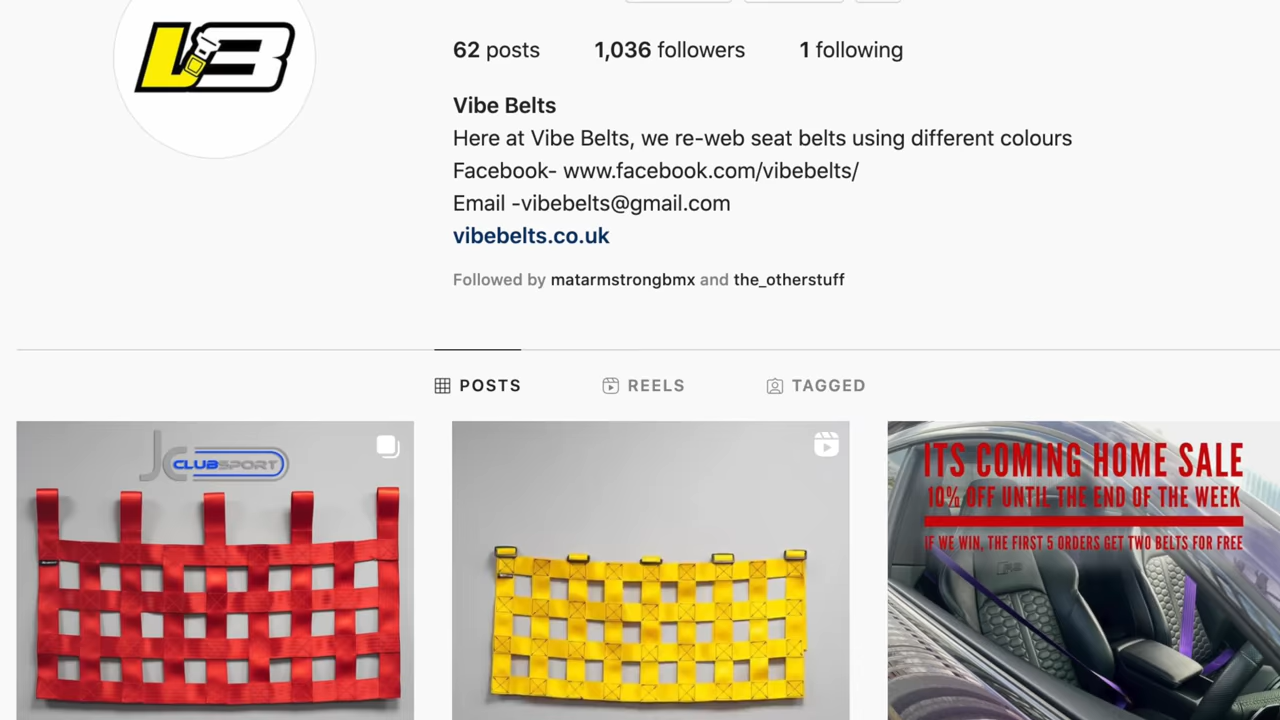 VB
62 posts 1,036 followers 1 following
Vibe Belts
Here at Vibe Belts, we re-web seat belts using different colours
Facebook- www.facebook.com/vibebelts/
Email -vibebelts@gmail.com
vibebelts.co.uk
Followed by matarmstrongbmx and the_otherstuff
POSTS REELS TAGGED
JC CLUBSPORT
ITS COMING HOME SALE
10% OFF UNTIL THE END OF THE WEEK
IF WE WIN, THE FIRST 5 ORDERS GET TWO BELTS FOR FREE